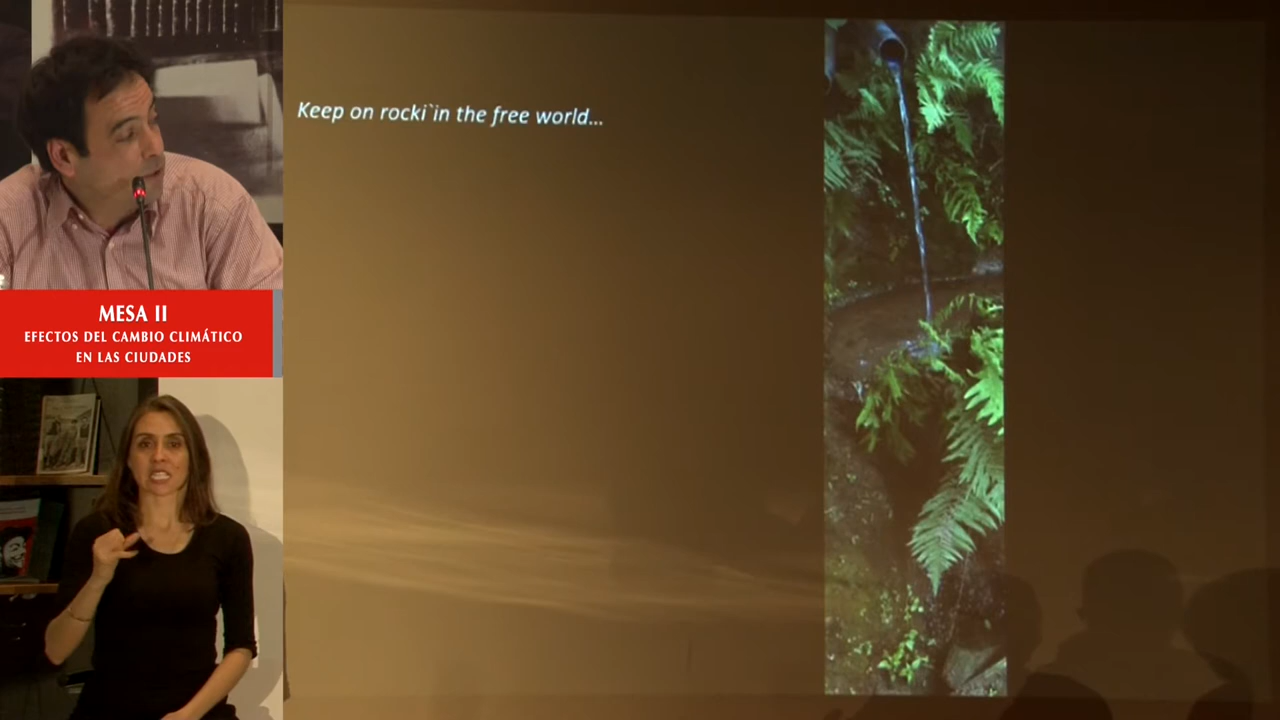 Keep on rocki`in the free world...
MESA II
EFECTOS DEL CAMBIO CLIMÁTICO
EN LAS CIUDADES